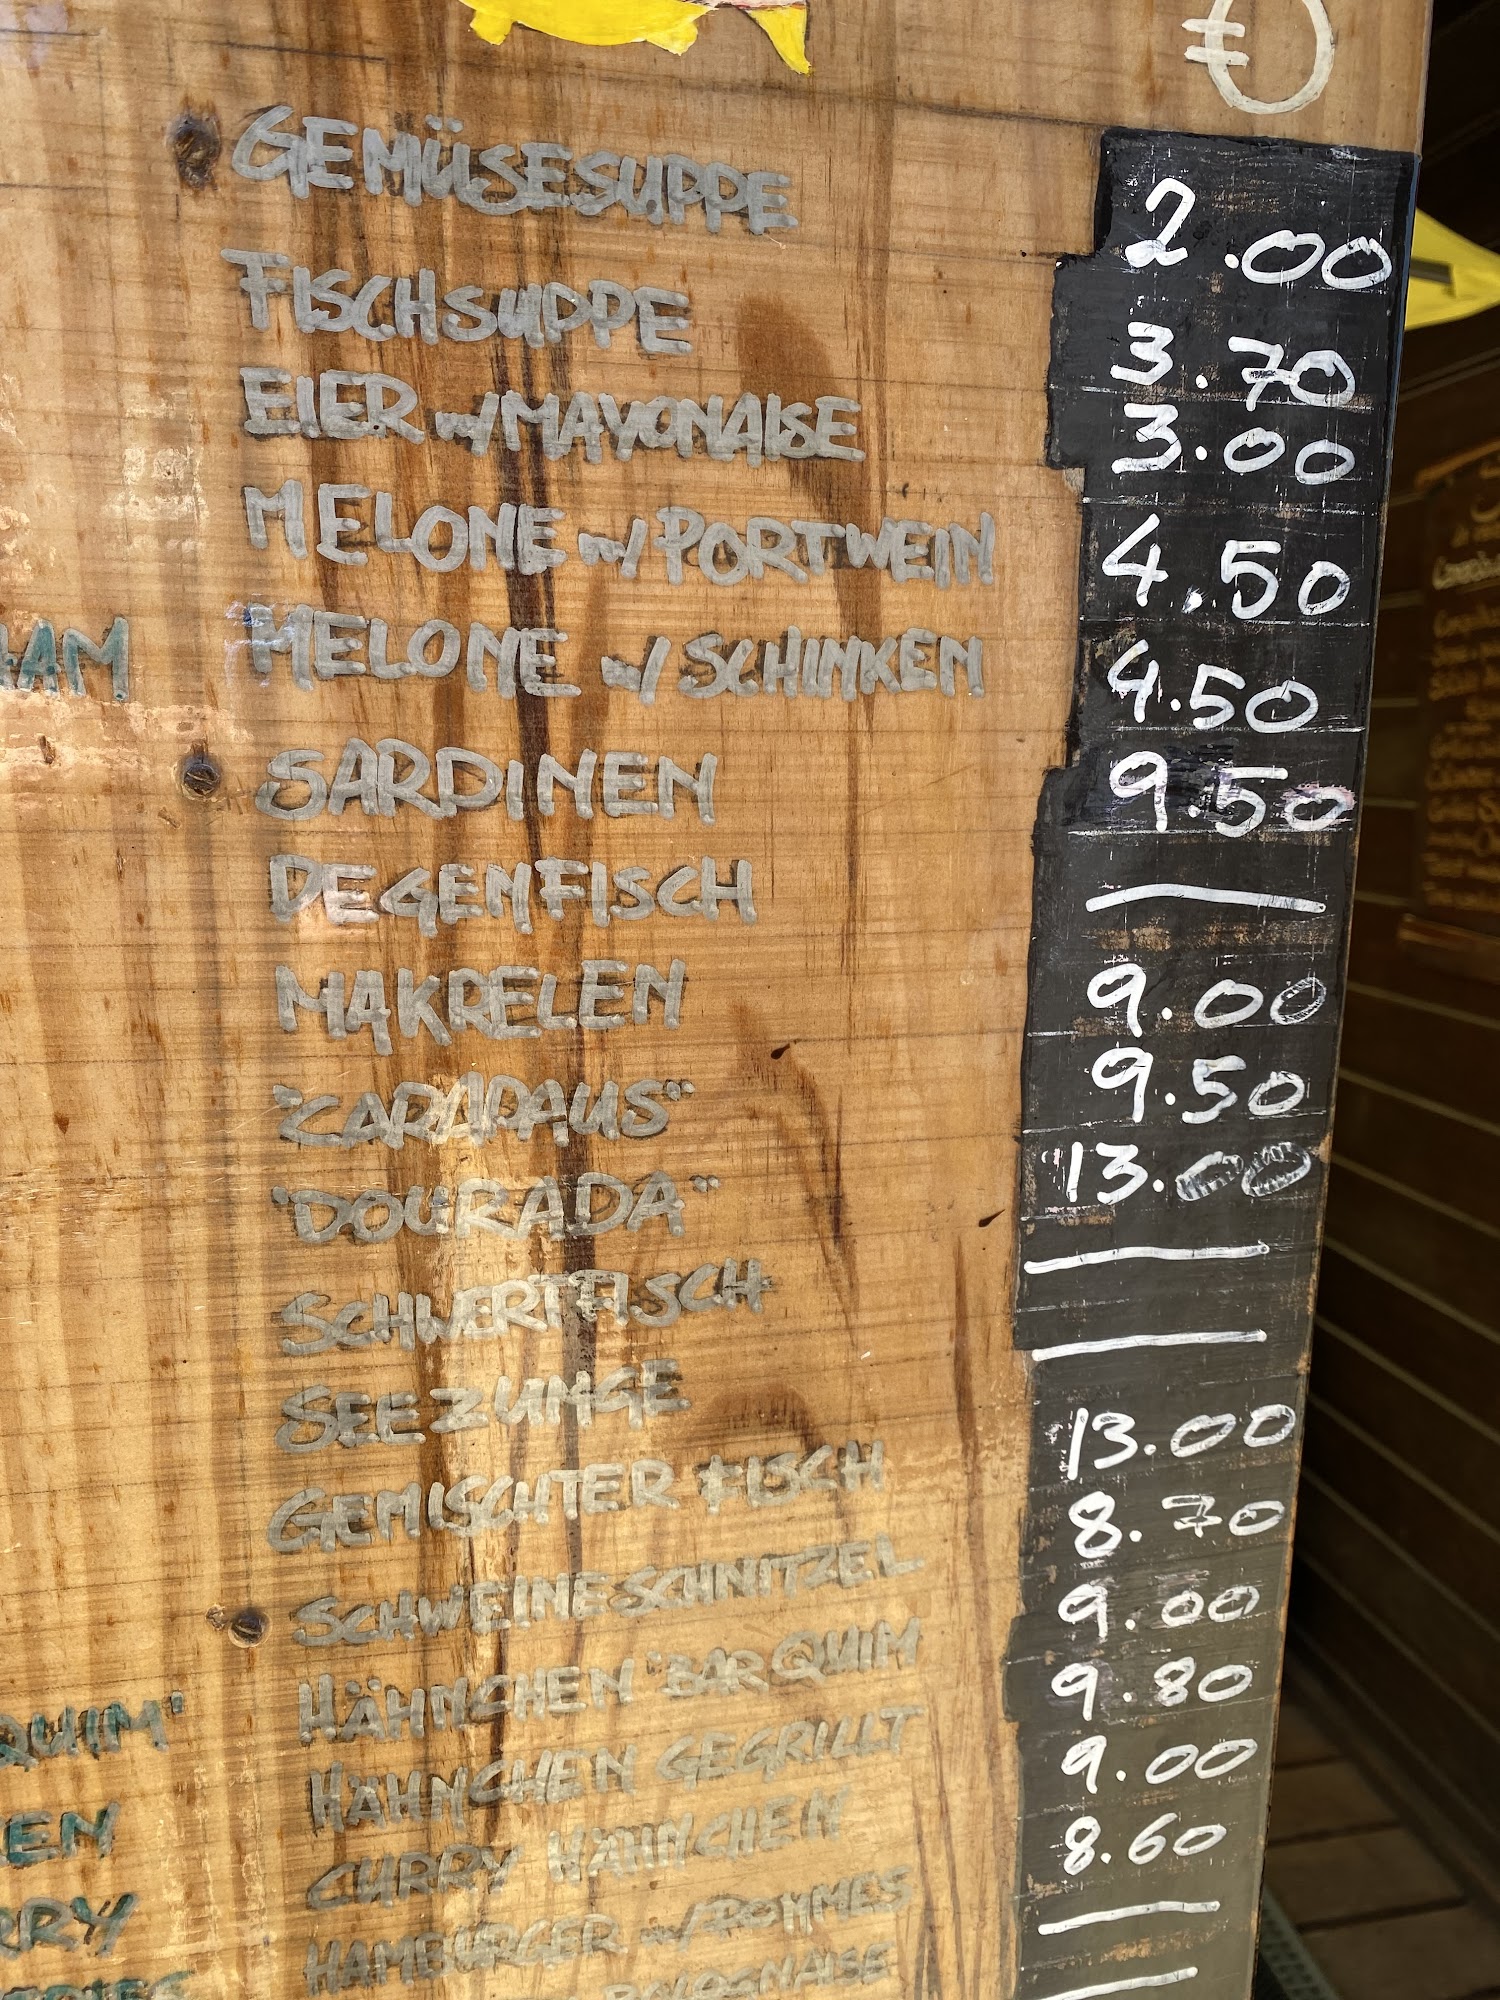 €
GEMÜSESUPPE 2.00
FISCHSUPPE 3.70
EIER w/MAYONAISE 3.00
MELONE w/ PORTWEIN 4.50
HAM MELONE w/ SCHINKEN 4.50
SARDINEN 9.50
DEGENFISCH —
MAKRELEN 9.00
"CARAPAUS" 9.50
"DOURADA" 13.00
SCHWERTFISCH —
SEEZUNGE —
GEMISCHTER FISCH 13.00
SCHWEINESCHNITZEL 8.70
QUIM' HÄHNCHEN "BARQUIM 9.00
HÄHNCHEN GEGRILLT 9.80
EN CURRY HÄHNCHEN 9.00
RRY HAMBURGER w/POMMES 8.60
BOLOGNAISE —
—